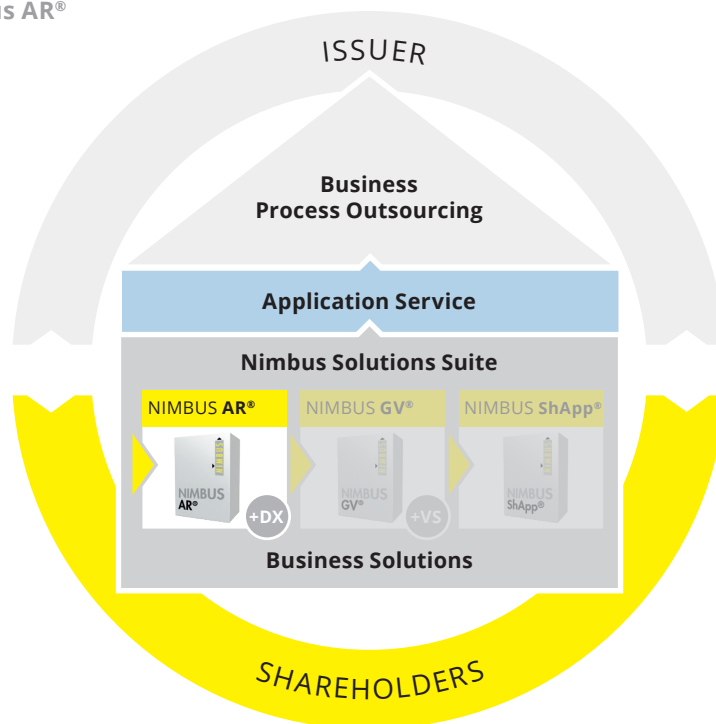 AR®
ISSUER
Business
Process Outsourcing
Application Service
Nimbus Solutions Suite
NIMBUS AR®
NIMBUS GV®
NIMBUS ShApp®
NIMBUS
AR®
+DX
NIMBUS
GV®
+VS
NIMBUS
ShApp®
Business Solutions
SHAREHOLDERS